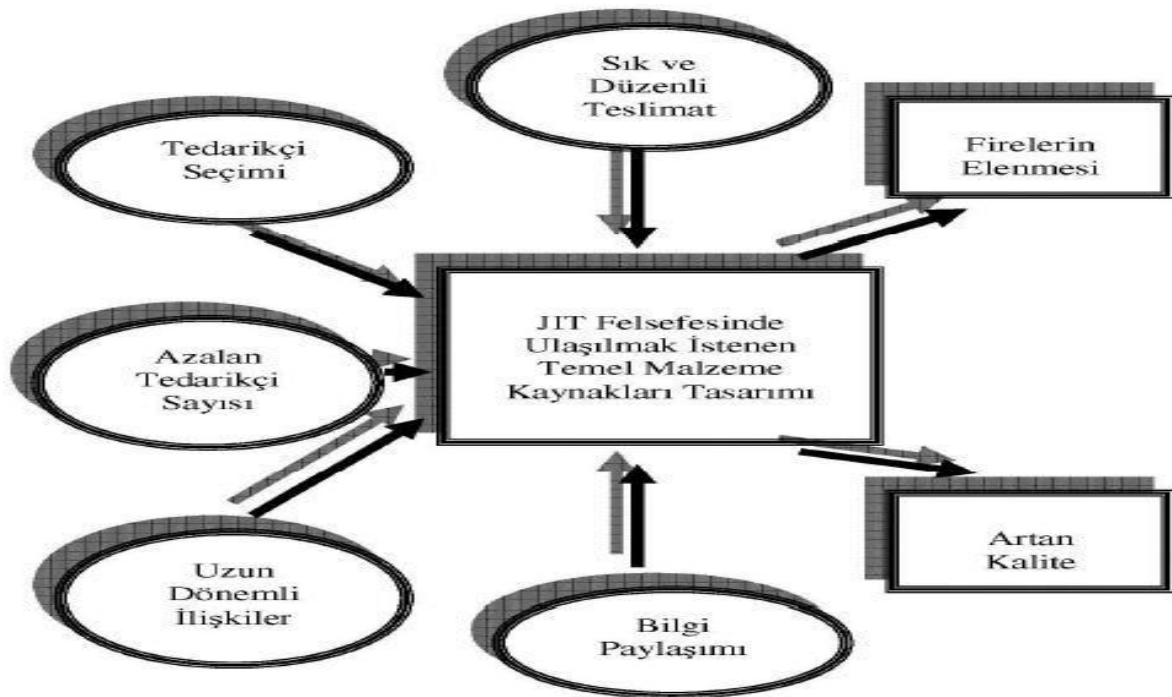 Sık ve
Düzenli
Teslimat
Tedarikçi
Seçimi
Firelerin
Elenmesi
JIT Felsefesinde
Ulaşılmak İstenen
Temel Malzeme
Kaynakları Tasarımı
Azalan
Tedarikçi
Sayısı
Uzun
Dönemli
İlişkiler
Bilgi
Paylaşımı
Artan
Kalite